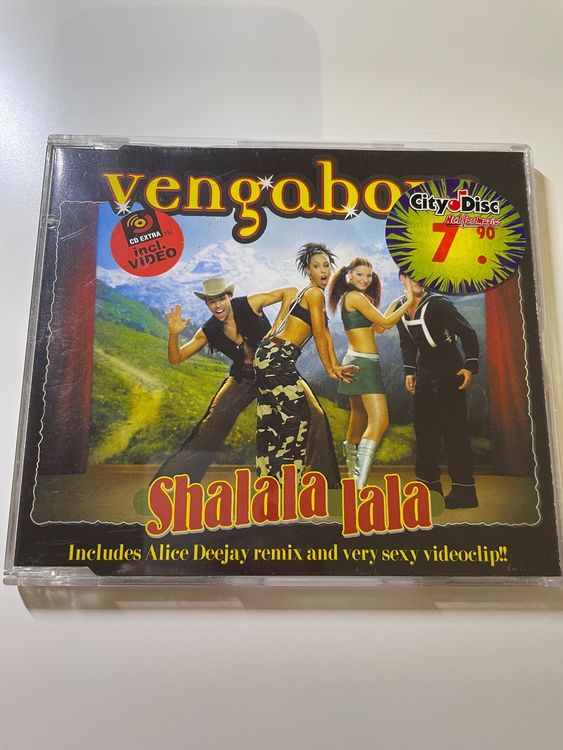 vengabo
CD EXTRA TM
incl.
VIDEO
City Disc
7.90
Shalala lala
Includes Alice Deejay remix and very sexy videoclip!!